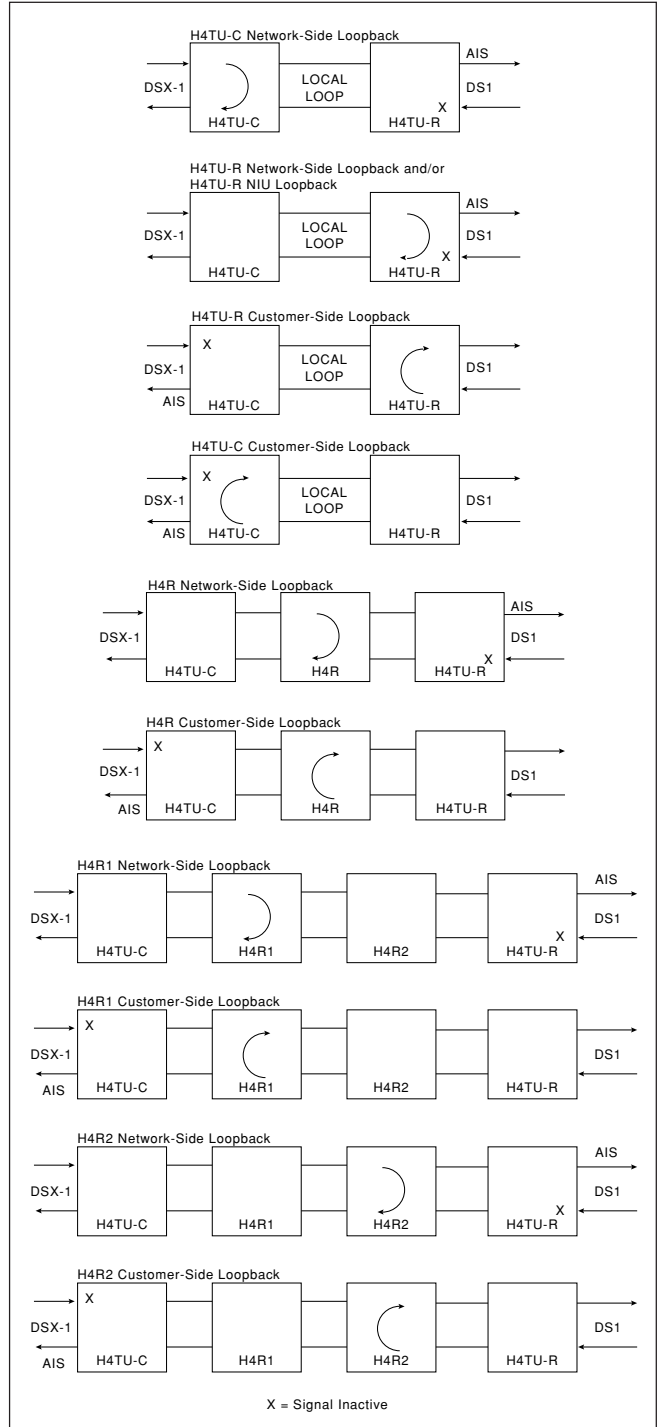 H4TU-C Network-Side Loopback
AIS
DSX-1
LOCAL
LOOP
DS1
X
H4TU-C
H4TU-R
H4TU-R Network-Side Loopback and/or
H4TU-R NIU Loopback
AIS
DSX-1
LOCAL
LOOP
DS1
X
H4TU-C
H4TU-R
H4TU-R Customer-Side Loopback
X
DSX-1
LOCAL
LOOP
DS1
AIS
H4TU-C
H4TU-R
H4TU-C Customer-Side Loopback
X
DSX-1
LOCAL
LOOP
DS1
AIS
H4TU-C
H4TU-R
H4R Network-Side Loopback
AIS
DSX-1
DS1
X
H4TU-C
H4R
H4TU-R
H4R Customer-Side Loopback
X
DSX-1
DS1
AIS
H4TU-C
H4R
H4TU-R
H4R1 Network-Side Loopback
AIS
DSX-1
DS1
X
H4TU-C
H4R1
H4R2
H4TU-R
H4R1 Customer-Side Loopback
X
DSX-1
DS1
AIS
H4TU-C
H4R1
H4R2
H4TU-R
H4R2 Network-Side Loopback
AIS
DSX-1
DS1
X
H4TU-C
H4R1
H4R2
H4TU-R
H4R2 Customer-Side Loopback
X
DSX-1
DS1
AIS
H4TU-C
H4R1
H4R2
H4TU-R
X = Signal Inactive